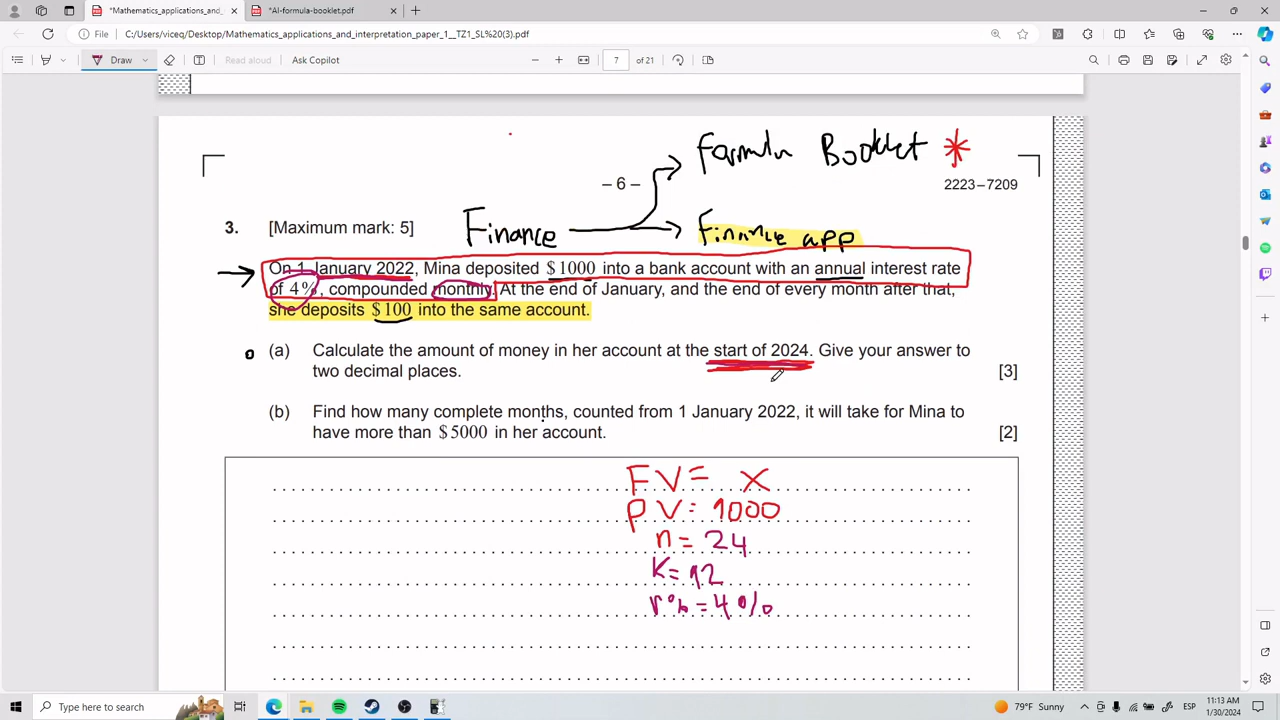 *Mathematics_applications_and_i
*AI-formula-booklet.pdf
File
C:/Users/viceq/Desktop/Mathematics_applications_and_interpretation_paper_1__TZ1_SL%20(3).pdf
Draw
Read aloud
Ask Copilot
7
of 21
Formula Booklet *
– 6 –
2223–7209
3.
[Maximum mark: 5]
Finance
Finance app
On 1 January 2022, Mina deposited $1000 into a bank account with an annual interest rate
of 4%, compounded monthly. At the end of January, and the end of every month after that,
she deposits $100 into the same account.
(a) Calculate the amount of money in her account at the start of 2024. Give your answer to
two decimal places.
[3]
(b) Find how many complete months, counted from 1 January 2022, it will take for Mina to
have more than $5000 in her account.
[2]
FV= X
PV= 1000
n = 24
K= 12
r% = 4%
Type here to search
79°F Sunny
ESP
11:13 AM
1/30/2024